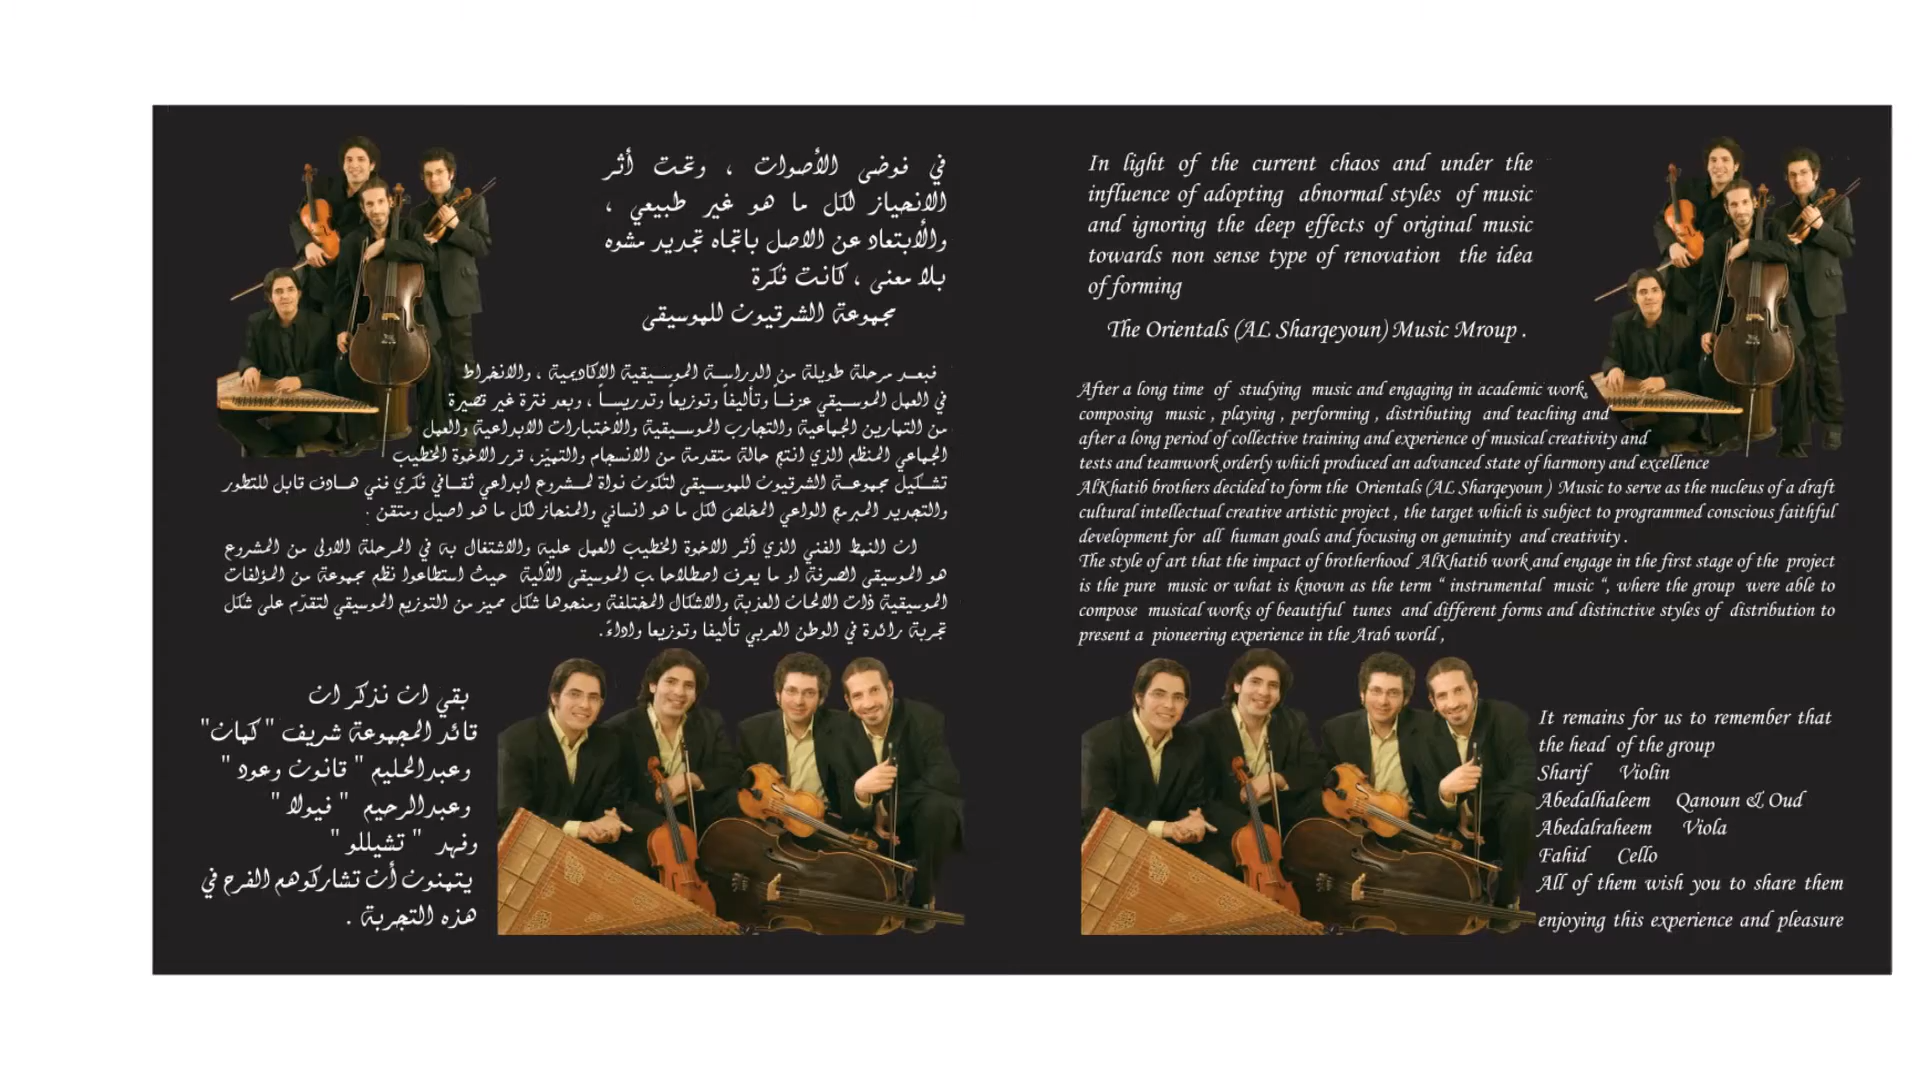 في فوضى الأصوات ، وتحت أثر
الانحياز لكل ما هو غير طبيعي ،
والأبتعاد عن الاصل باتجاه تجديد مشوه
بلا معنى ، كانت فكرة
مجموعة الشرقيون للموسيقى
فبعد مرحلة طويلة من الدراسة الموسيقية الاكاديمية ، والانخراط
في العمل الموسيقي عزفاً وتأليفاً وتوزيعاً وتدريساً ، وبعد فترة غير قصيرة
من التمارين الجماعية والتجارب الموسيقية والاختبارات الابداعية والعمل
الجماعي المنظم الذي انتج حالة متقدمة من الانسجام والتميز، قرر الاخوة الخطيب
تشكيل مجموعة الشرقيون للموسيقى لتكون نواة لمشروع ابداعي ثقافي فكري فني هادف قابل للتطور
والتجديد المبرمج الواعي المخلص لكل ما هو انساني والمنحاز لكل ما هو اصيل ومتقن :
ان النمط الفني الذي أثر الاخوة الخطيب العمل عليه والاشتغال به في المرحلة الاولى من المشروع
هو الموسيقى الصرفة او ما يعرف اصطلاحا ب الموسيقى الألية حيث استطاعوا نظم مجموعة من المؤلفات
الموسيقية ذات الالحان العذبة والاشكال المختلفة ومنحوها شكل مميز من التوزيع الموسيقي لتقدّم على شكل
تجربة رائدة في الوطن العربي تأليفا وتوزيعا واداءً.
بقي ان نذكر ان
قائد المجموعة شريف " كمان"
وعبدالحليم " قانون وعود "
وعبدالرحيم " فيولا "
وفهد " تشيللو "
يتمنون أن تشاركوهم الفرح في
هذه التجربة .
In light of the current chaos and under the
influence of adopting abnormal styles of music
and ignoring the deep effects of original music
towards non sense type of renovation the idea
of forming
The Orientals (AL Sharqeyoun) Music Mroup .
After a long time of studying music and engaging in academic work,
composing music , playing , performing , distributing and teaching and
after a long period of collective training and experience of musical creativity and
tests and teamwork orderly which produced an advanced state of harmony and excellence
AlKhatib brothers decided to form the Orientals (AL Sharqeyoun ) Music to serve as the nucleus of a draft
cultural intellectual creative artistic project , the target which is subject to programmed conscious faithful
development for all human goals and focusing on genuinity and creativity .
The style of art that the impact of brotherhood AlKhatib work and engage in the first stage of the project
is the pure music or what is known as the term “ instrumental music “, where the group were able to
compose musical works of beautiful tunes and different forms and distinctive styles of distribution to
present a pioneering experience in the Arab world ,
It remains for us to remember that
the head of the group
Sharif Violin
Abedalhaleem Qanoun & Oud
Abedalraheem Viola
Fahid Cello
All of them wish you to share them
enjoying this experience and pleasure